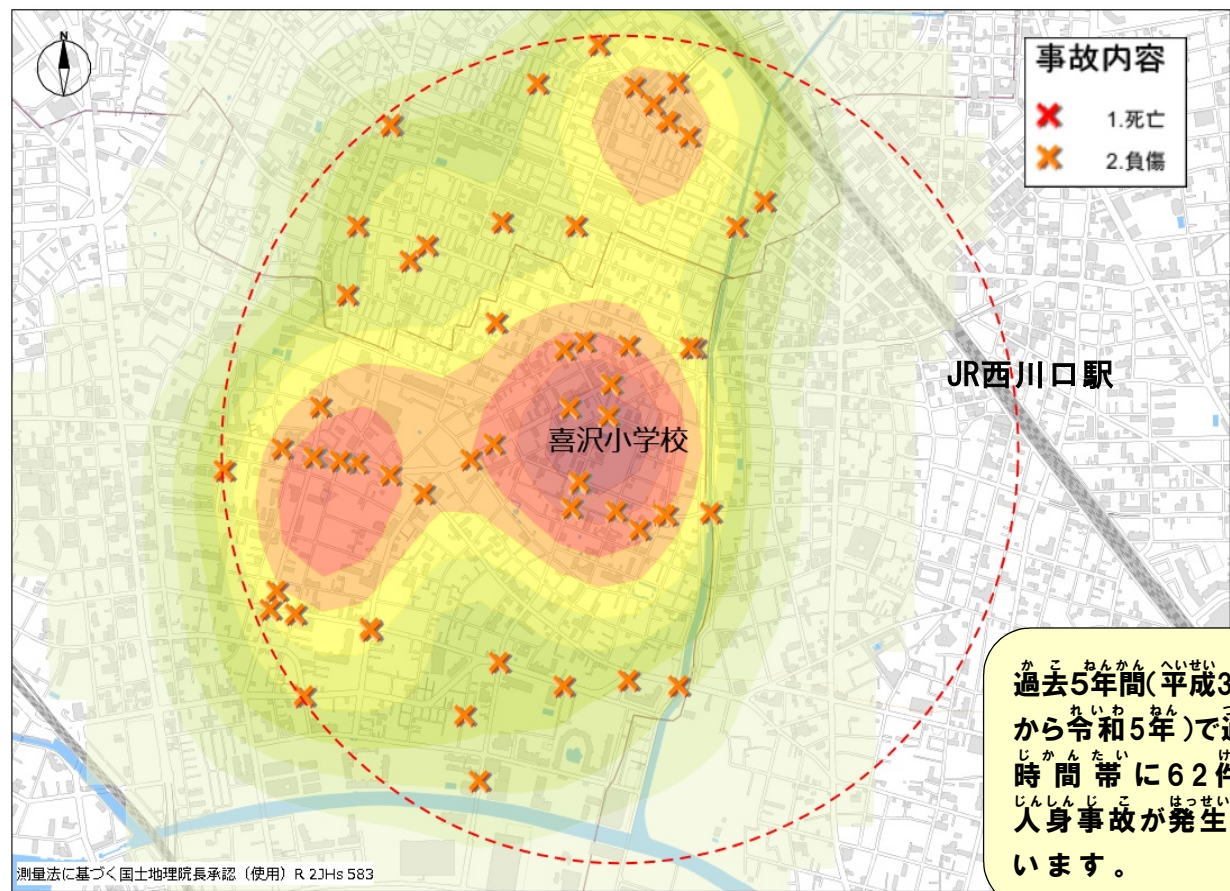 N
事故内容
1.死亡
2.負傷
JR西川口駅
喜沢小学校
過去5年間(平成3
から令和5年)で
時間帯に62件
人身事故が発生
います。
測量法に基づく国土地理院長承認（使用）R 2JHs 583